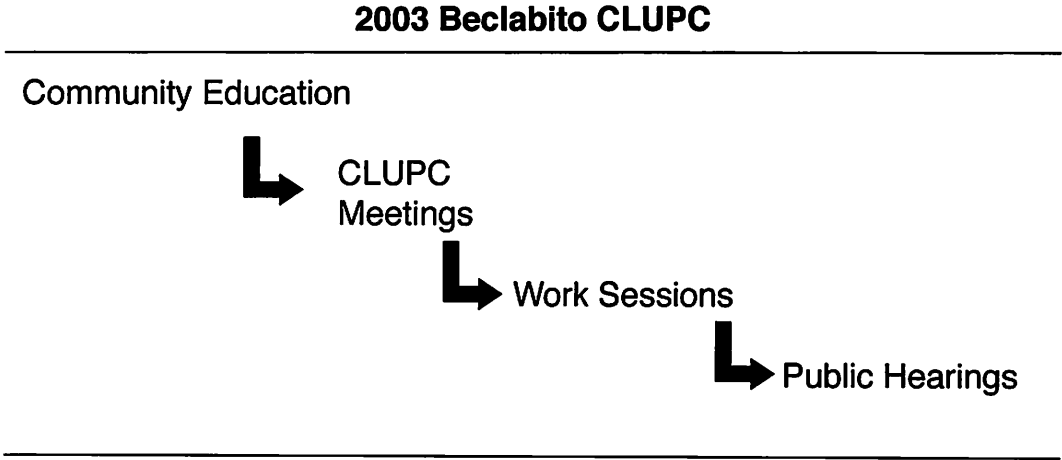 2003 Beclabito CLUPC
Community Education
CLUPC
Meetings
Work Sessions
Public Hearings